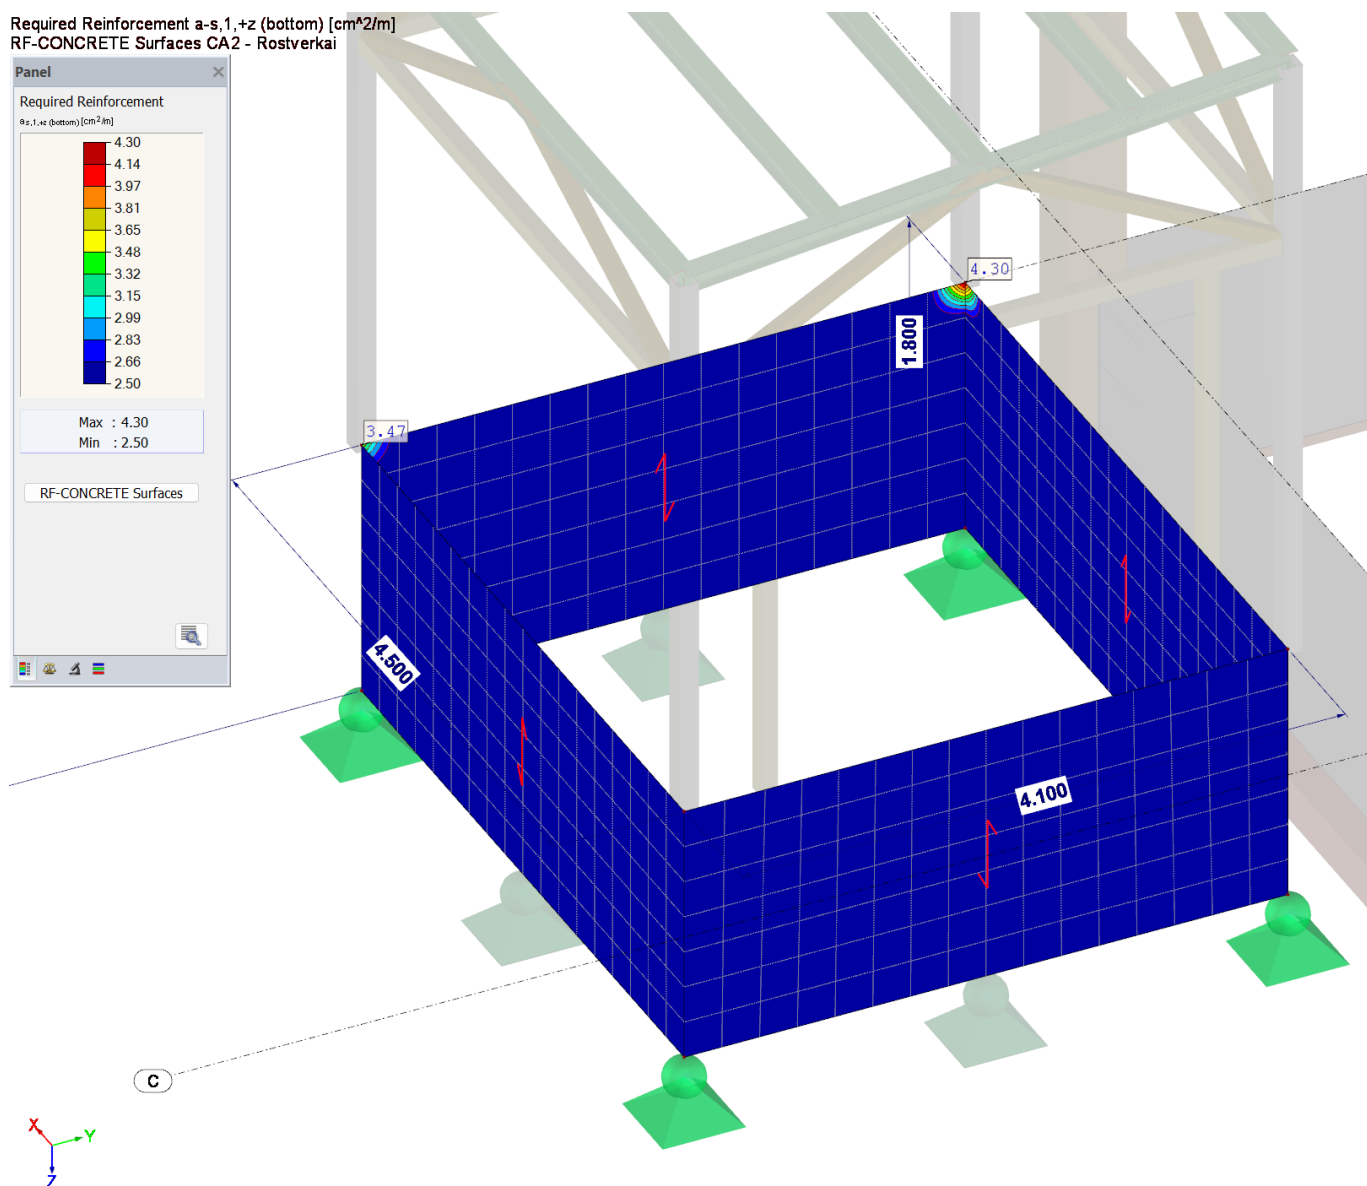 Required Reinforcement a-s,1,+z (bottom) [cm^2/m]
RF-CONCRETE Surfaces CA2 - Rostverkai
Panel
Required Reinforcement
as,1,+z (bottom) [cm2/m]
4.30
4.14
3.97
3.81
3.65
3.48
3.32
3.15
2.99
2.83
2.66
2.50
Max : 4.30
Min : 2.50
RF-CONCRETE Surfaces
4.30
1.800
3.47
4.500
4.100
C
X
Y
Z